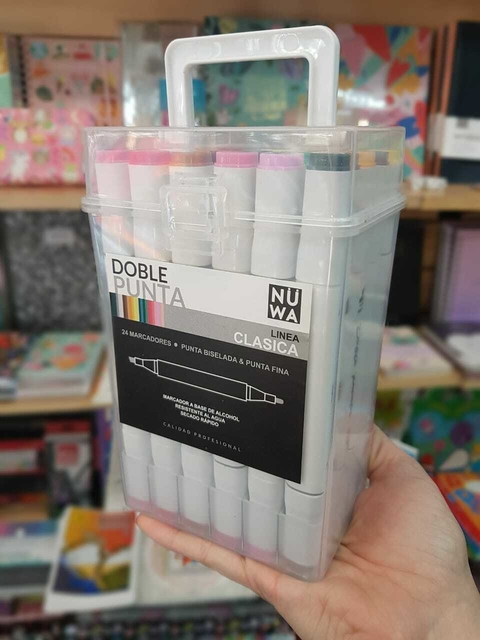 DOBLE
PUNTA
NU
WA
LINEA
CLASICA
24 MARCADORES ● PUNTA BISELADA & PUNTA FINA
MARCADOR A BASE DE ALCOHOL
RESISTENTE AL AGUA
SECADO RÁPIDO
CALIDAD PROFESIONAL